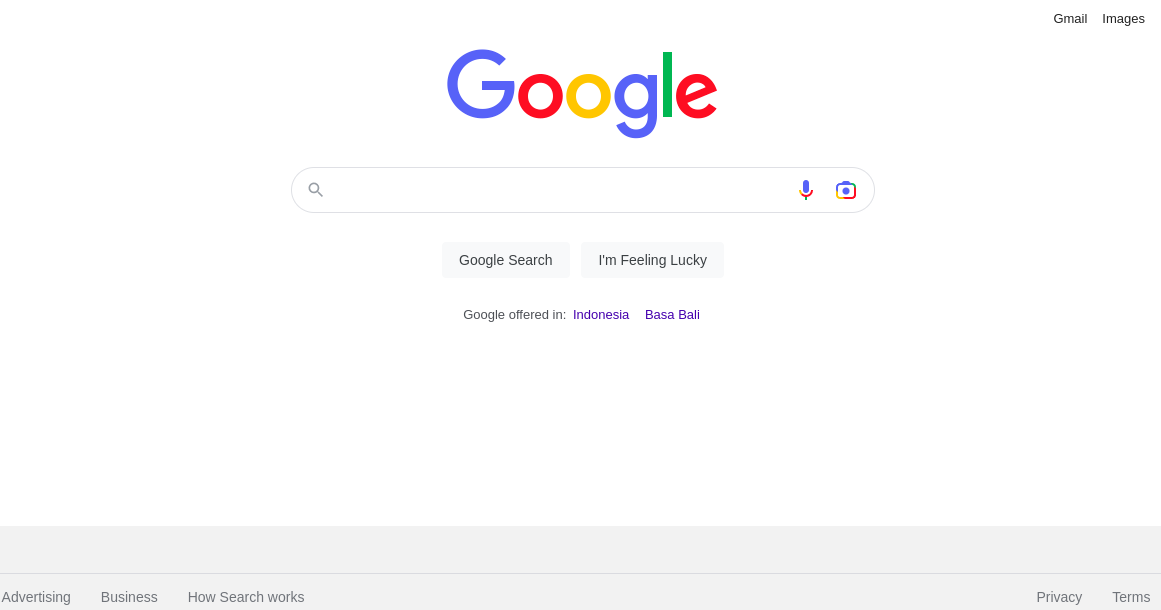 Gmail Images
Google
Google Search I'm Feeling Lucky
Google offered in: Indonesia Basa Bali
Advertising Business How Search works Privacy Terms